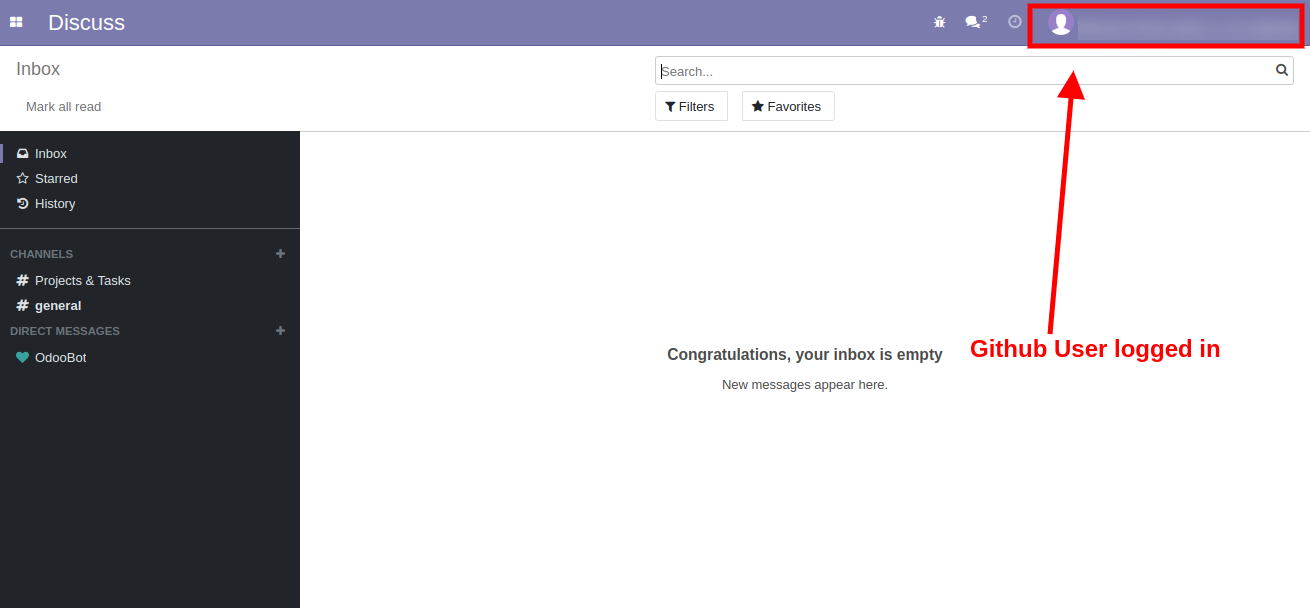 Discuss
2
Inbox
Search...
Mark all read
Filters
Favorites
Inbox
Starred
History
CHANNELS
Projects & Tasks
general
DIRECT MESSAGES
OdooBot
Congratulations, your inbox is empty
New messages appear here.
Github User logged in